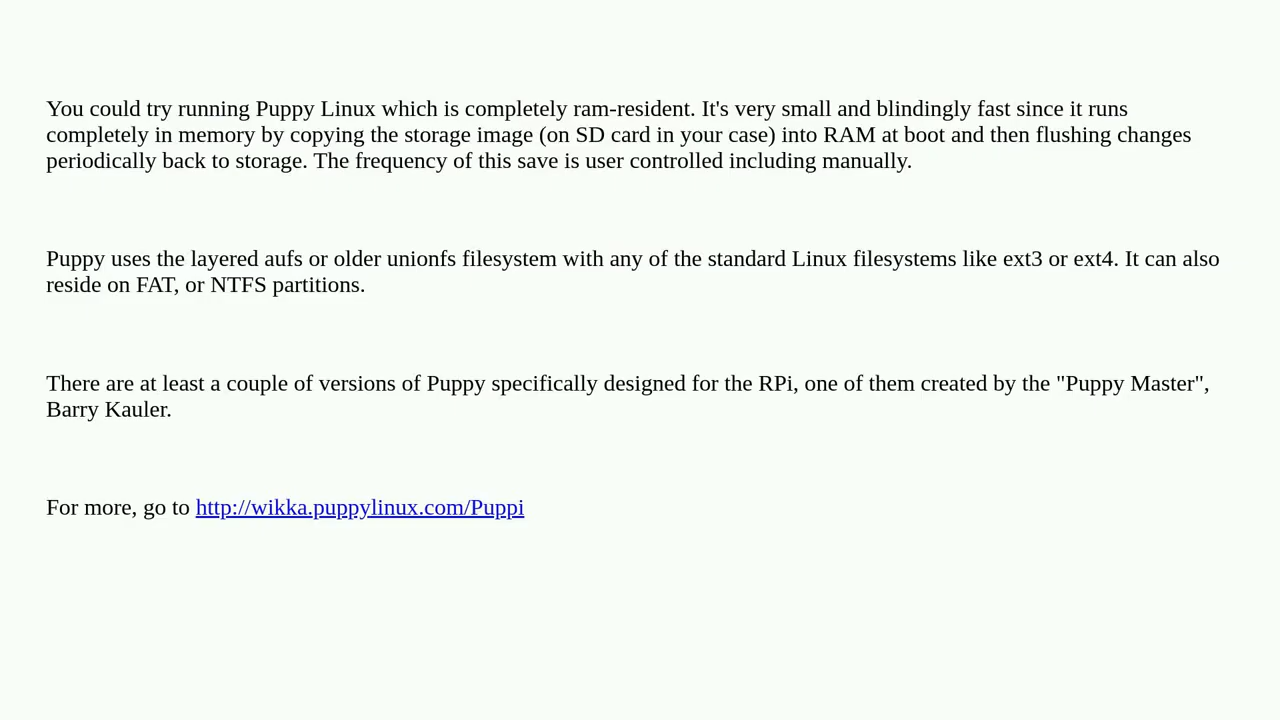 You could try running Puppy Linux which is completely ram-resident. It's very small and blindingly fast since it runs
completely in memory by copying the storage image (on SD card in your case) into RAM at boot and then flushing changes
periodically back to storage. The frequency of this save is user controlled including manually.
Puppy uses the layered aufs or older unionfs filesystem with any of the standard Linux filesystems like ext3 or ext4. It can also
reside on FAT, or NTFS partitions.
There are at least a couple of versions of Puppy specifically designed for the RPi, one of them created by the "Puppy Master",
Barry Kauler.
For more, go to http://wikka.puppylinux.com/Puppi